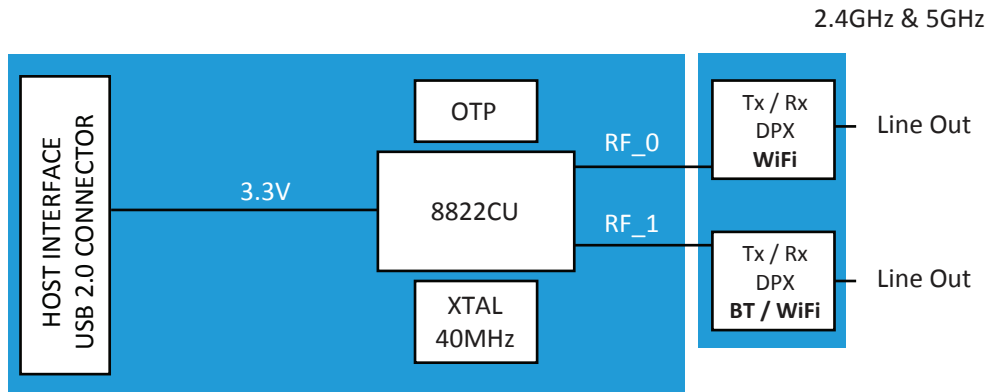 2.4GHz & 5GHz
HOST INTERFACE
USB 2.0 CONNECTOR
3.3V
OTP
8822CU
XTAL
40MHz
RF_0
RF_1
Tx / Rx
DPX
WiFi
Line Out
Tx / Rx
DPX
BT / WiFi
Line Out